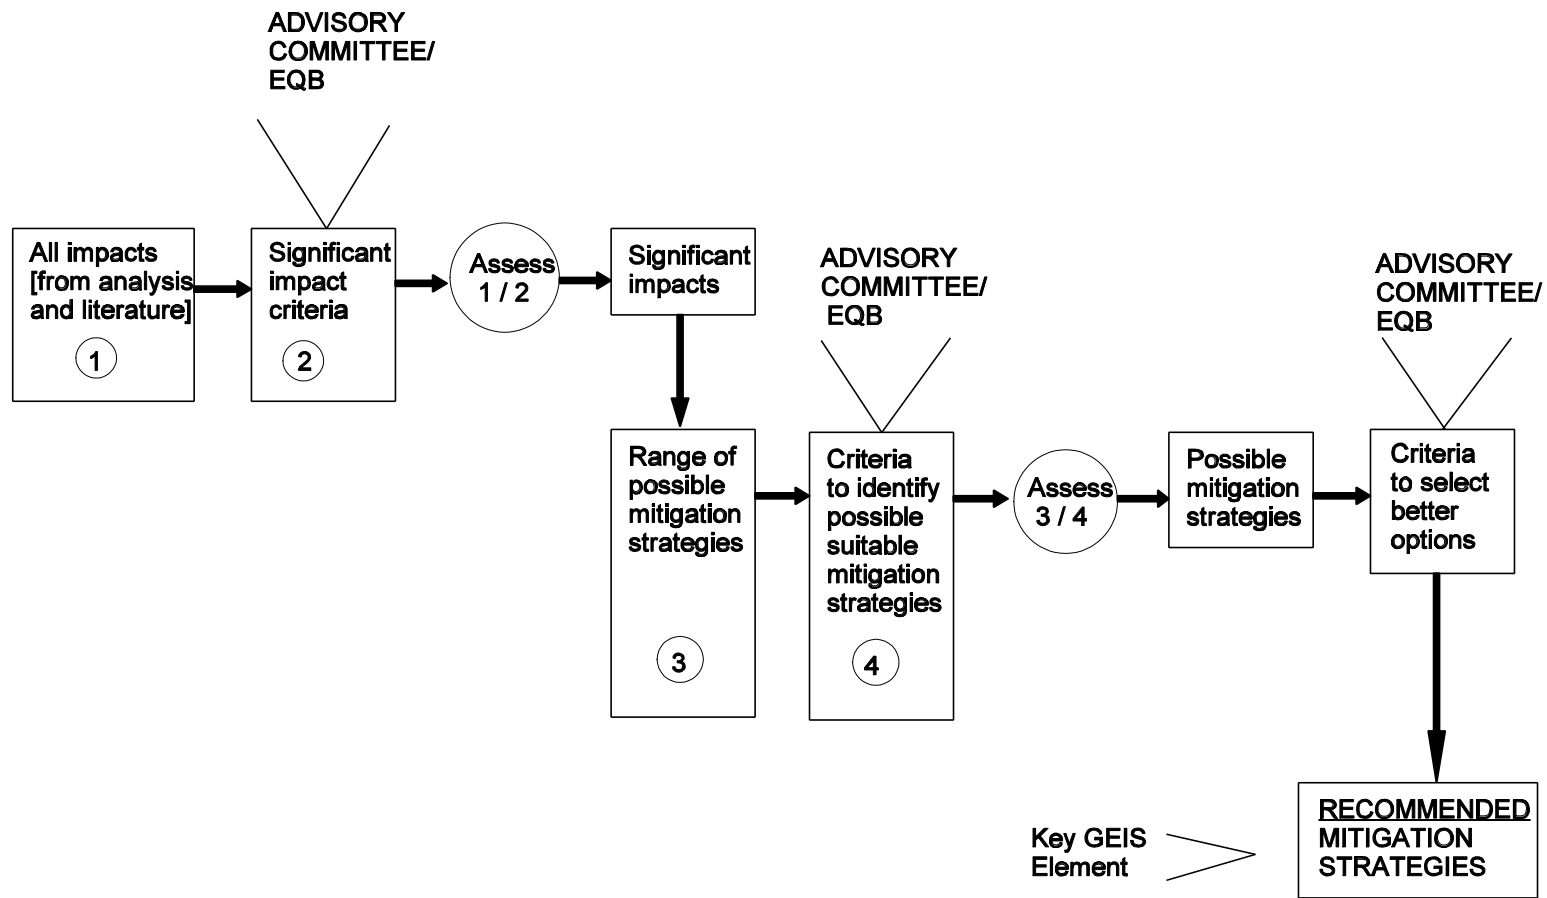 ADVISORY
COMMITTEE/
EQB
All impacts
[from analysis
and literature]
1
Significant
impact
criteria
2
Assess
1 / 2
Significant
impacts
ADVISORY
COMMITTEE/
EQB
ADVISORY
COMMITTEE/
EQB
Range of
possible
mitigation
strategies
3
Criteria
to identify
possible
suitable
mitigation
strategies
4
Assess
3 / 4
Possible
mitigation
strategies
Criteria
to select
better
options
Key GEIS
Element
RECOMMENDED
MITIGATION
STRATEGIES